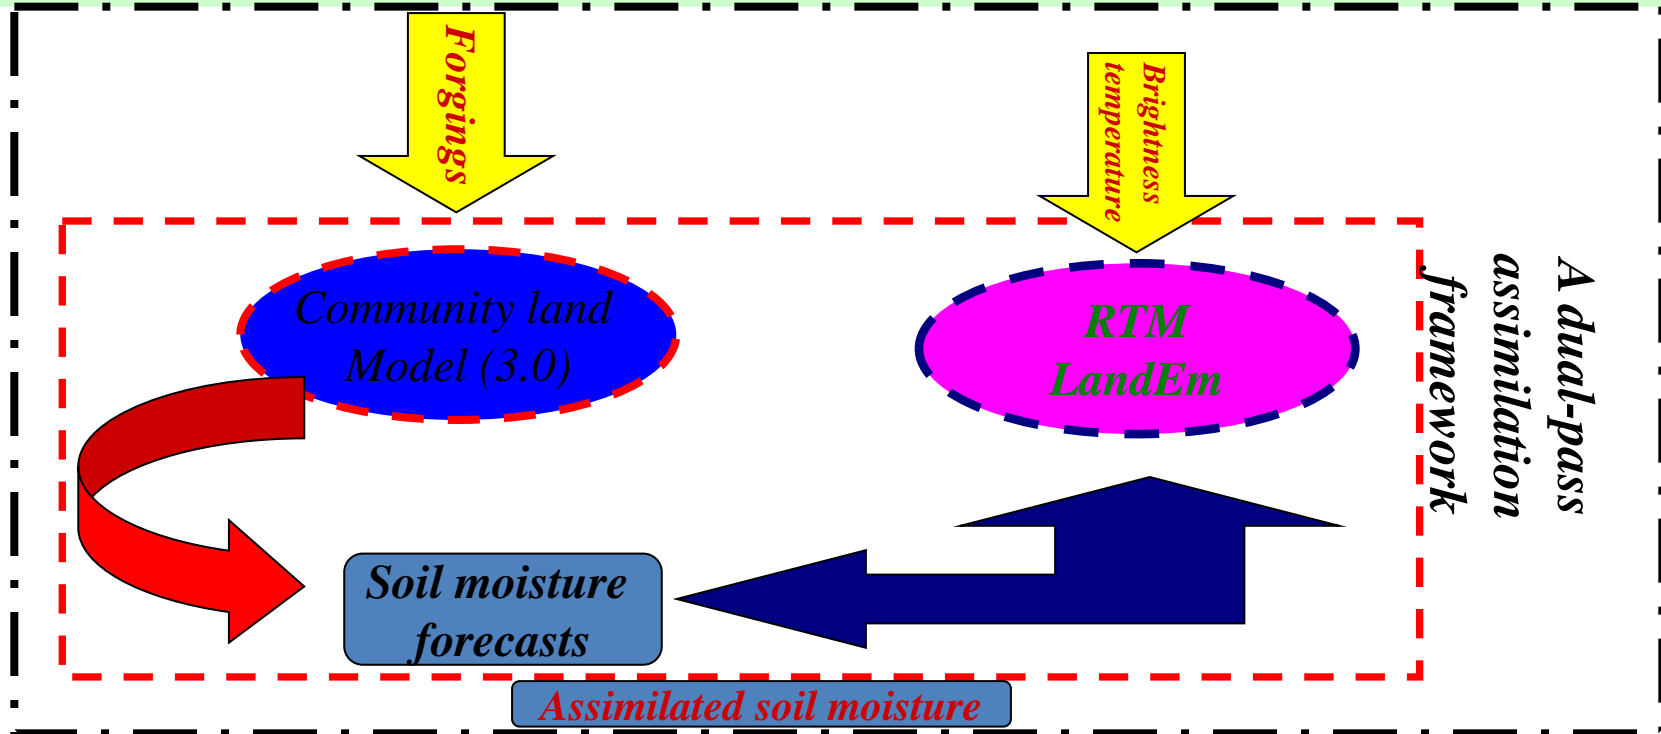 Forgings
Brightness
temperature
Community land
Model (3.0)
RTM
LandEm
A dual-pass
assimilation
framework
Soil moisture
forecasts
Assimilated soil moisture